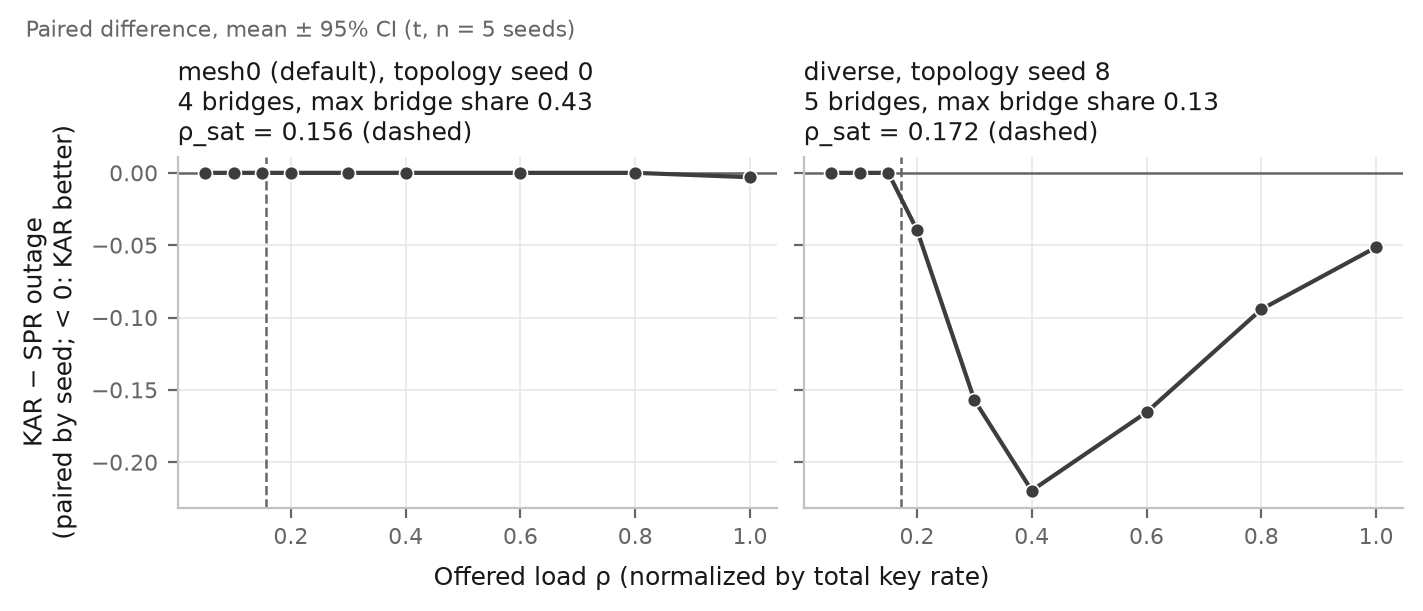 Paired difference, mean ± 95% CI (t, n = 5 seeds)
mesh0 (default), topology seed 0
4 bridges, max bridge share 0.43
ρ_sat = 0.156 (dashed)
diverse, topology seed 8
5 bridges, max bridge share 0.13
ρ_sat = 0.172 (dashed)
KAR − SPR outage
(paired by seed; < 0: KAR better)
0.00
−0.05
−0.10
−0.15
−0.20
0.2 0.4 0.6 0.8 1.0
0.2 0.4 0.6 0.8 1.0
Offered load ρ (normalized by total key rate)